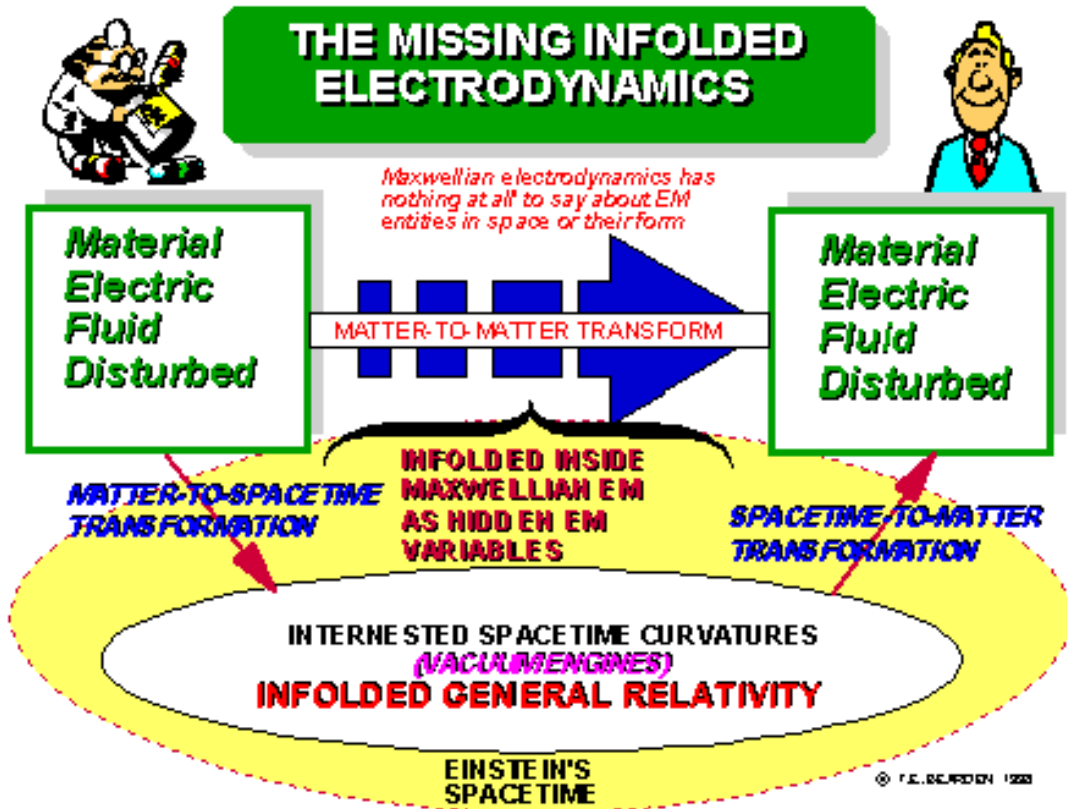 THE MISSING INFOLDED
ELECTRODYNAMICS
Maxwellian electrodynamics has
nothing at all to say about EM
entities in space or their form
Material
Electric
Fluid
Disturbed
MATTER-TO-MATTER TRANSFORM
Material
Electric
Fluid
Disturbed
MATTER-TO-SPACETIME
TRANSFORMATION
INFOLDED INSIDE
MAXWELLIAN EM
AS HIDDEN EM
VARIABLES
SPACETIME-TO-MATTER
TRANSFORMATION
INTERNESTED SPACETIME CURVATURES
(VACUUM ENGINES)
INFOLDED GENERAL RELATIVITY
EINSTEIN'S
SPACETIME
© T.E. BEARDEN